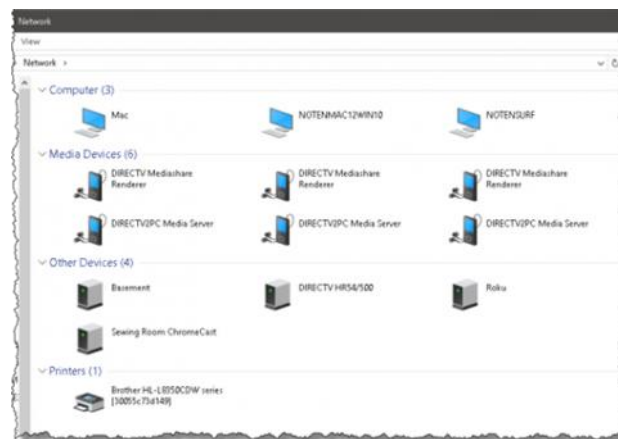 Network
View
Network
Computer (3)
Mac
NOTENMAC12WIN10
NOTENSURF
Media Devices (6)
DIRECTV Mediashare
Renderer
DIRECTV Mediashare
Renderer
DIRECTV Mediashare
Renderer
DIRECTV2PC Media Server
DIRECTV2PC Media Server
DIRECTV2PC Media Server
Other Devices (4)
Basement
DIRECTV HR54/500
Roku
Sewing Room ChromeCast
Printers (1)
Brother HL-L8350CDW series
[30055c73d149]